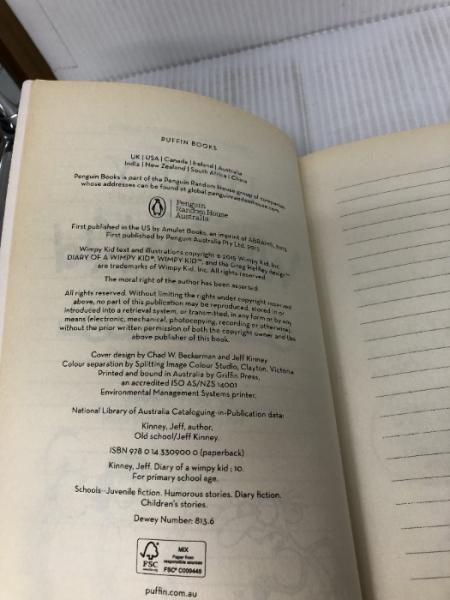 PUFFIN BOOKS
UK | USA | Canada | Ireland | Australia
India | New Zealand | South Africa | China
Penguin Books is part of the Penguin Random House group of companies
whose addresses can be found at global.penguinrandomhouse.com.
Penguin
Random House
Australia
First published in the US by Amulet Books, an imprint of ABRAMS, 2015
First published by Penguin Australia Pty Ltd, 2015
Wimpy Kid text and illustrations copyright © 2015 Wimpy Kid, Inc.
DIARY OF A WIMPY KID®, WIMPY KID™, and the Greg Heffley design™
are trademarks of Wimpy Kid, Inc. All rights reserved.
The moral right of the author has been asserted.
All rights reserved. Without limiting the rights under copyright reserved
above, no part of this publication may be reproduced, stored in or
introduced into a retrieval system, or transmitted, in any form or by any
means (electronic, mechanical, photocopying, recording or otherwise),
without the prior written permission of both the copyright owner and the
above publisher of this book.
Cover design by Chad W. Beckerman and Jeff Kinney
Colour separation by Splitting Image Colour Studio, Clayton, Victoria
Printed and bound in Australia by Griffin Press,
an accredited ISO AS/NZS 14001
Environmental Management Systems printer.
National Library of Australia Cataloguing-in-Publication data:
Kinney, Jeff, author.
Old school/Jeff Kinney.
ISBN 978 0 14 330900 0 (paperback)
Kinney, Jeff. Diary of a wimpy kid ; 10.
For primary school age.
Schools--Juvenile fiction. Humorous stories. Diary fiction.
Children's stories.
Dewey Number: 813.6
FSC
MIX
Paper from
responsible sources
FSC® C009448
puffin.com.au